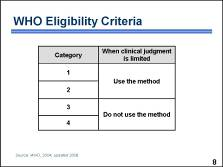 WHO Eligibility Criteria
Category
When clinical judgment
is limited
1
2
Use the method
3
4
Do not use the method
Source: WHO, 2004; updated 2008.
8